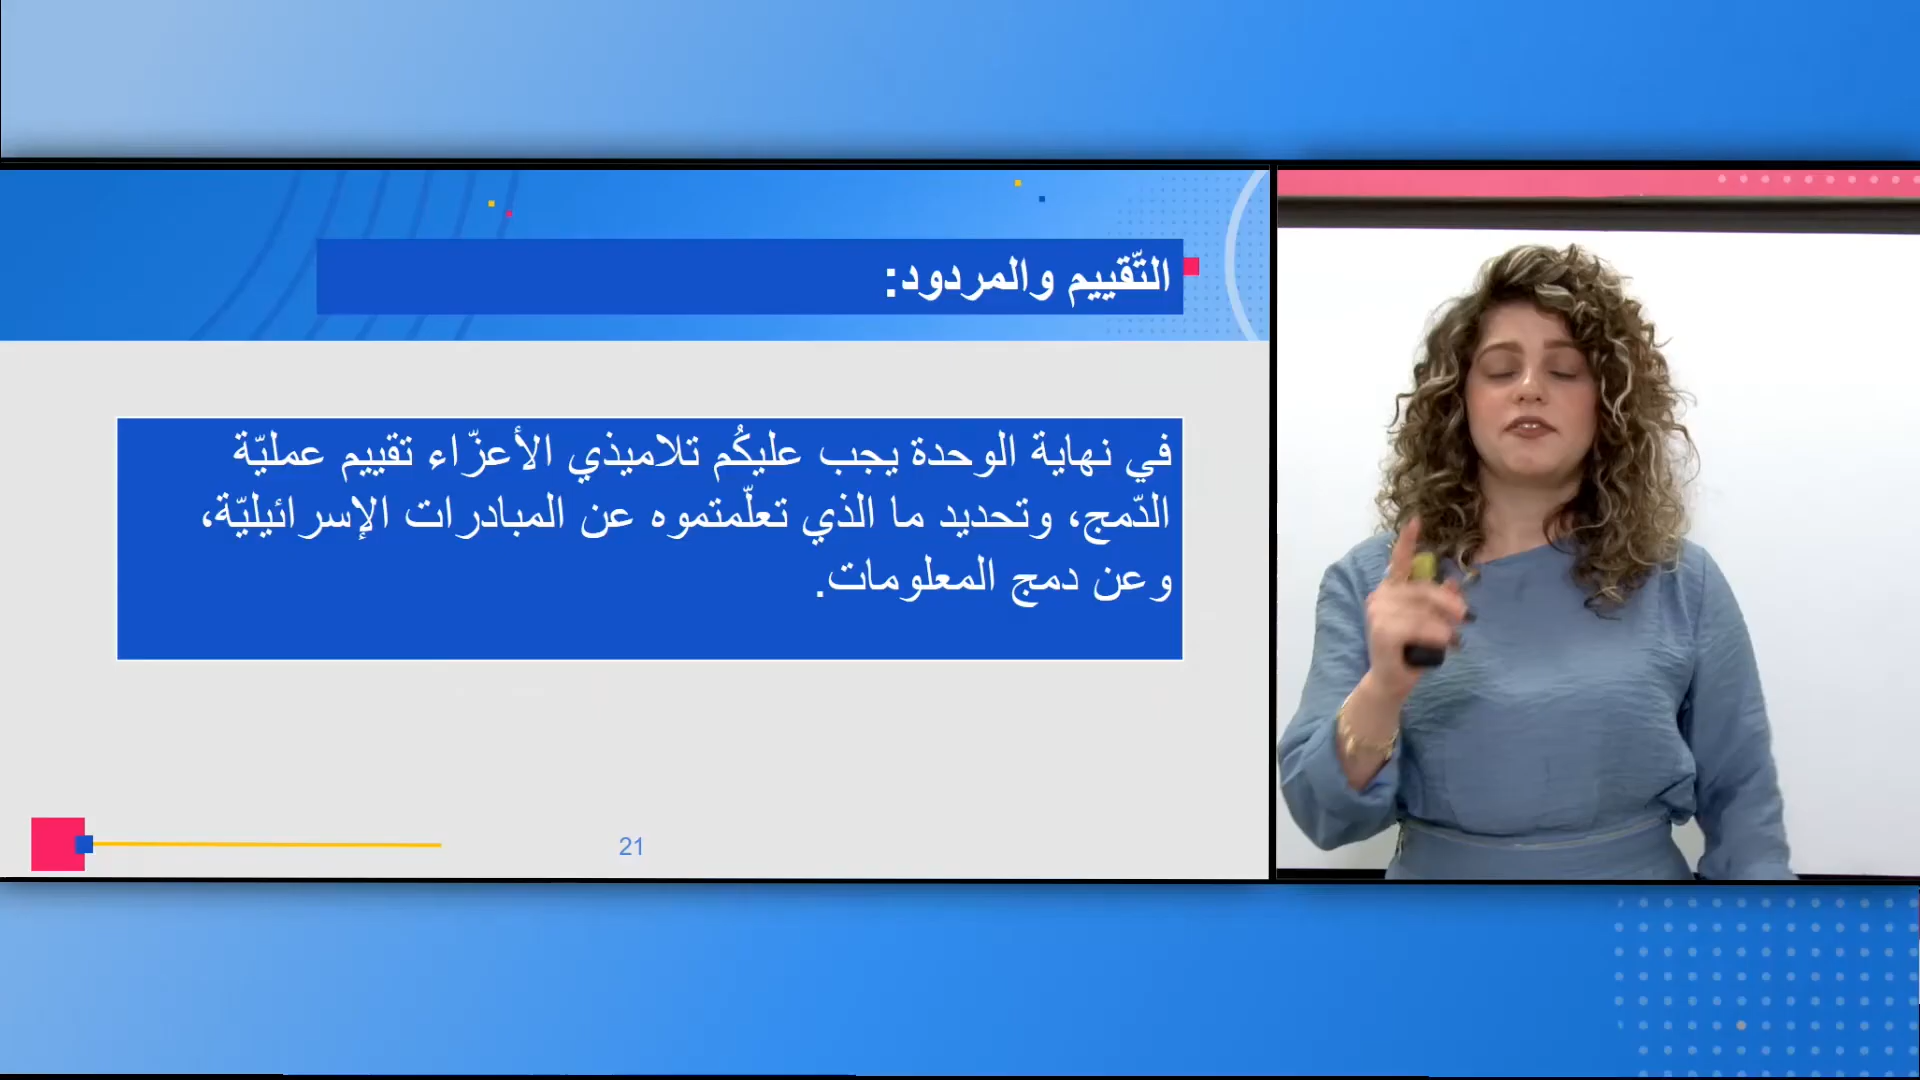 التّقييم والمردود:
في نهاية الوحدة يجب عليكُم تلاميذي الأعزّاء تقييم عمليّة
الدّمج، وتحديد ما الذي تعلّمتموه عن المبادرات الإسرائيليّة،
وعن دمج المعلومات.
21